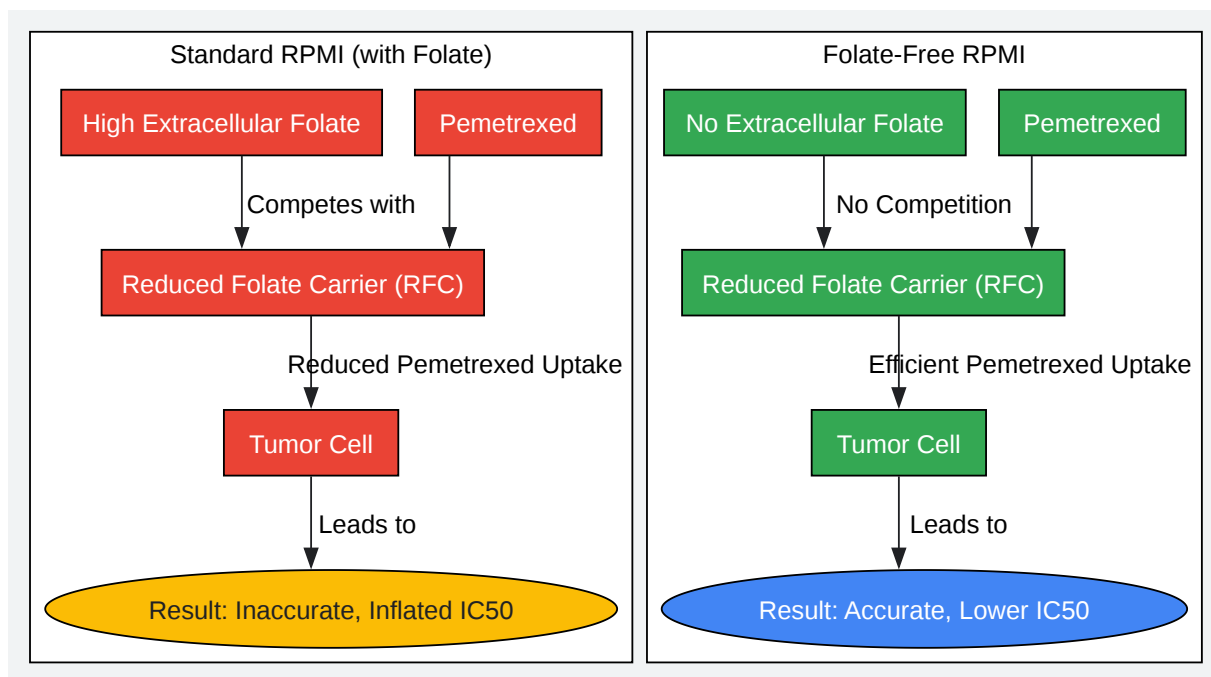 Standard RPMI (with Folate)
High Extracellular Folate
Pemetrexed
Competes with
Reduced Folate Carrier (RFC)
Reduced Pemetrexed Uptake
Tumor Cell
Leads to
Result: Inaccurate, Inflated IC50
Folate-Free RPMI
No Extracellular Folate
Pemetrexed
No Competition
Reduced Folate Carrier (RFC)
Efficient Pemetrexed Uptake
Tumor Cell
Leads to
Result: Accurate, Lower IC50